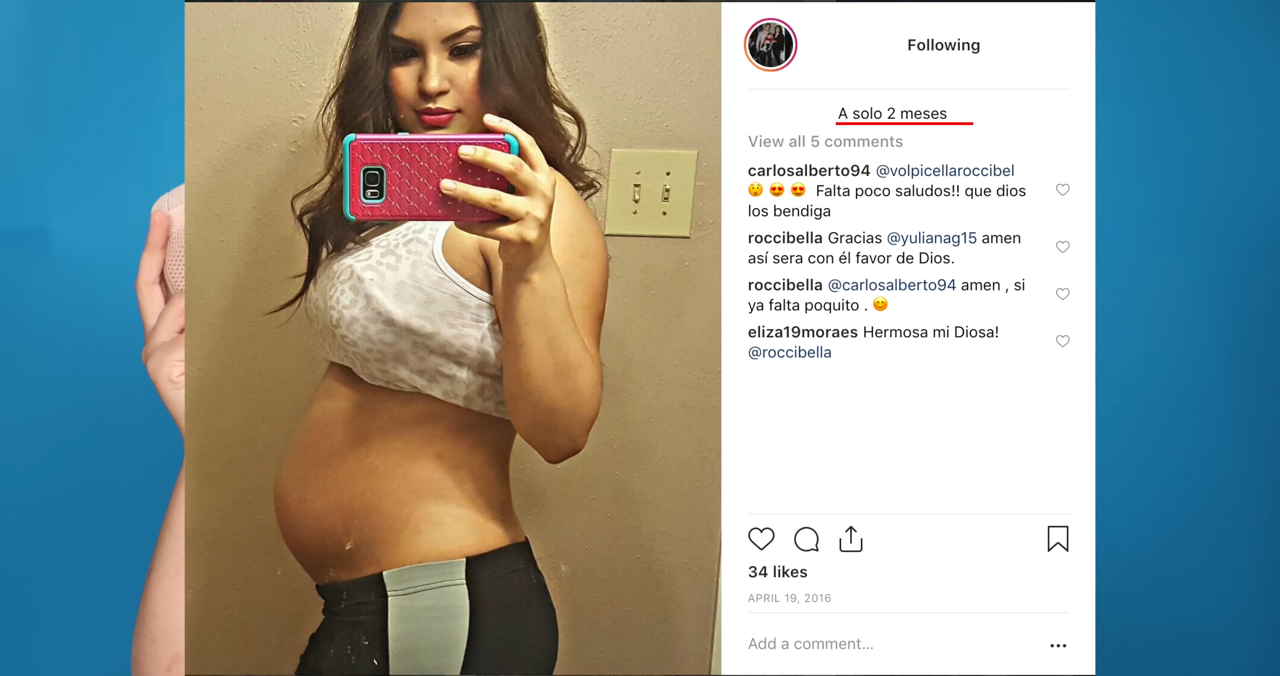 Following
A solo 2 meses
View all 5 comments
carlosalberto94 @volpicellaroccibel
😲 😍 😍 Falta poco saludos!! que dios
los bendiga
roccibella Gracias @yulianag15 amen
así sera con él favor de Dios.
roccibella @carlosalberto94 amen , si
ya falta poquito . 😊
eliza19moraes Hermosa mi Diosa!
@roccibella
34 likes
APRIL 19, 2016
Add a comment...